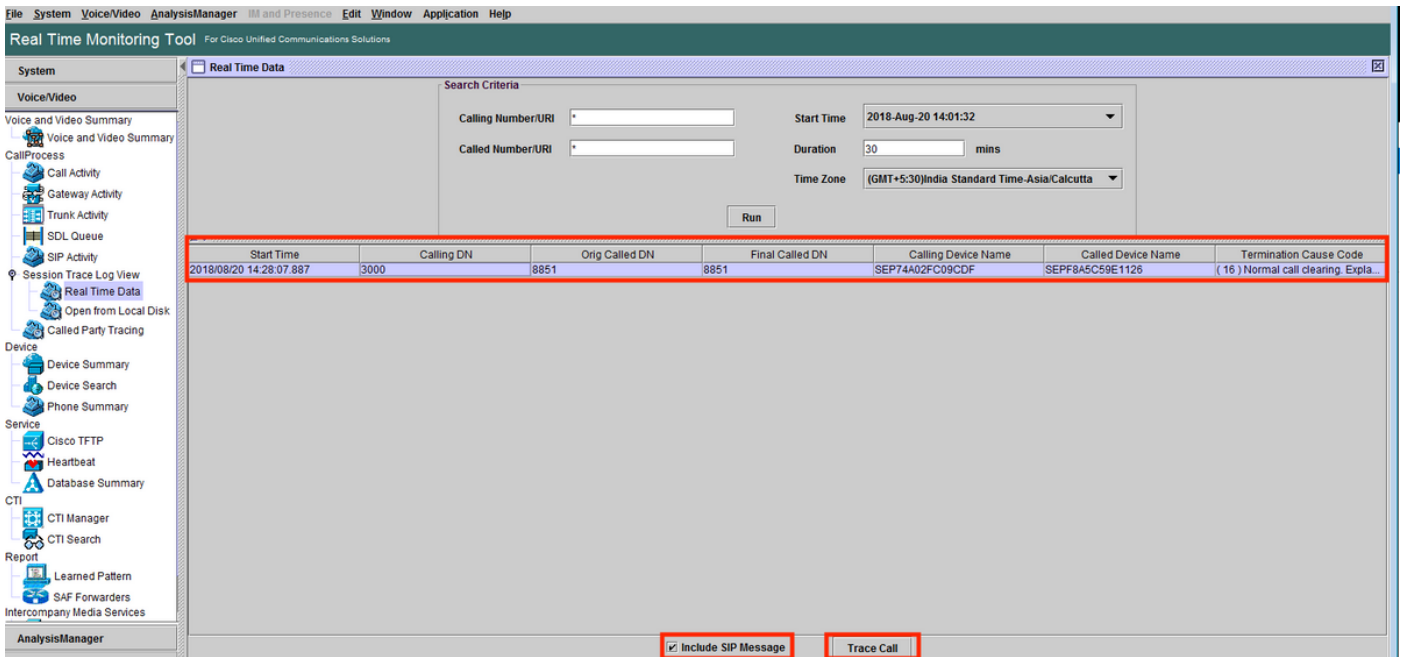 File System Voice/Video AnalysisManager IM and Presence Edit Window Application Help
Real Time Monitoring Tool For Cisco Unified Communications Solutions
System
Voice/Video
Voice and Video Summary
Voice and Video Summary
CallProcess
Call Activity
Gateway Activity
Trunk Activity
SDL Queue
SIP Activity
Session Trace Log View
Real Time Data
Open from Local Disk
Called Party Tracing
Device
Device Summary
Device Search
Phone Summary
Service
Cisco TFTP
Heartbeat
Database Summary
CTI
CTI Manager
CTI Search
Report
Learned Pattern
SAF Forwarders
Intercompany Media Services
AnalysisManager
Real Time Data
Search Criteria
Calling Number/URI * Start Time 2018-Aug-20 14:01:32
Called Number/URI * Duration 30 mins
Time Zone (GMT+5:30)India Standard Time-Asia/Calcutta
Run
Start Time Calling DN Orig Called DN Final Called DN Calling Device Name Called Device Name Termination Cause Code
2018/08/20 14:28:07.887 3000 8851 8851 SEP74A02FC09CDF SEPF8A5C59E1126 ( 16 ) Normal call clearing. Expla...
Include SIP Message Trace Call